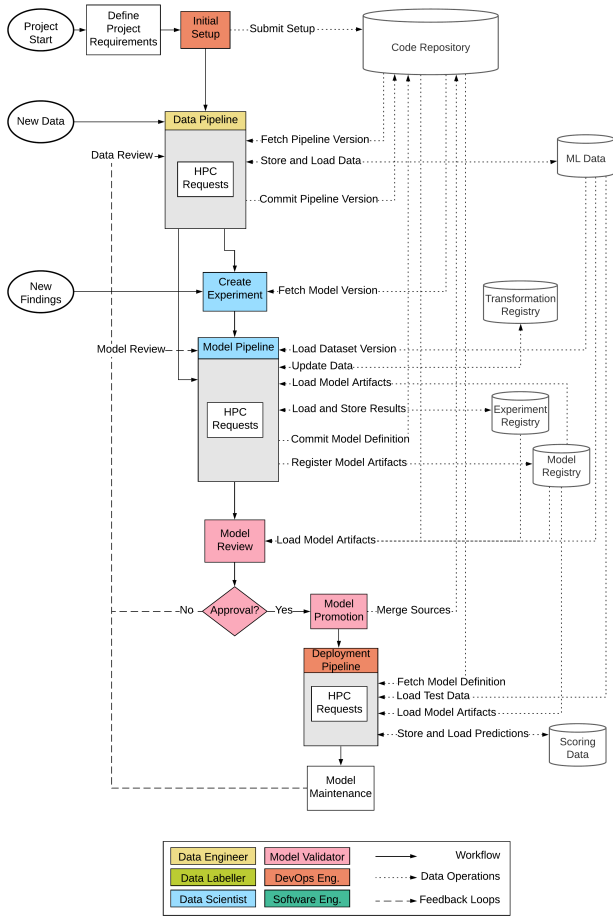 Project
Start
Define
Project
Requirements
Initial
Setup
Submit Setup
Code Repository
New Data
Data Pipeline
Fetch Pipeline Version
Data Review
Store and Load Data
ML Data
HPC
Requests
Commit Pipeline Version
New
Findings
Create
Experiment
Fetch Model Version
Transformation
Registry
Model Review
Model Pipeline
Load Dataset Version
Update Data
Load Model Artifacts
HPC
Requests
Load and Store Results
Experiment
Registry
Commit Model Definition
Register Model Artifacts
Model
Registry
Model
Review
Load Model Artifacts
No
Approval?
Yes
Model
Promotion
Merge Sources
Deployment
Pipeline
Fetch Model Definition
Load Test Data
HPC
Requests
Load Model Artifacts
Store and Load Predictions
Scoring
Data
Model
Maintenance
Data Engineer
Model Validator
Workflow
Data Labeller
DevOps Eng.
Data Operations
Data Scientist
Software Eng.
Feedback Loops